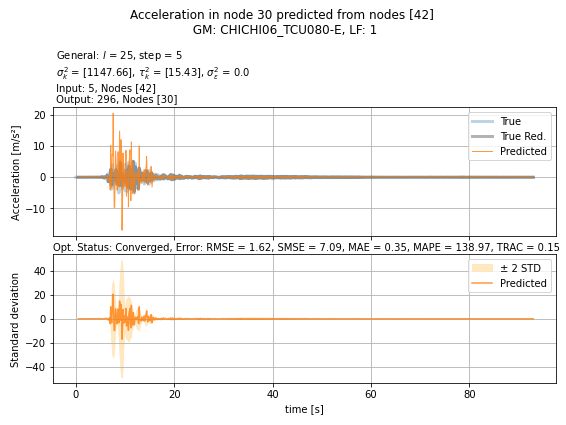 Acceleration in node 30 predicted from nodes [42]
GM: CHICHI06_TCU080-E, LF: 1
General: l = 25, step = 5
σ_k² = [1147.66], τ_k² = [15.43], σ_ε² = 0.0
Input: 5, Nodes [42]
Output: 296, Nodes [30]
20
10
0
−10
Acceleration [m/s²]
True
True Red.
Predicted
Opt. Status: Converged, Error: RMSE = 1.62, SMSE = 7.09, MAE = 0.35, MAPE = 138.97, TRAC = 0.15
40
20
0
−20
−40
Standard deviation
± 2 STD
Predicted
0 20 40 60 80
time [s]